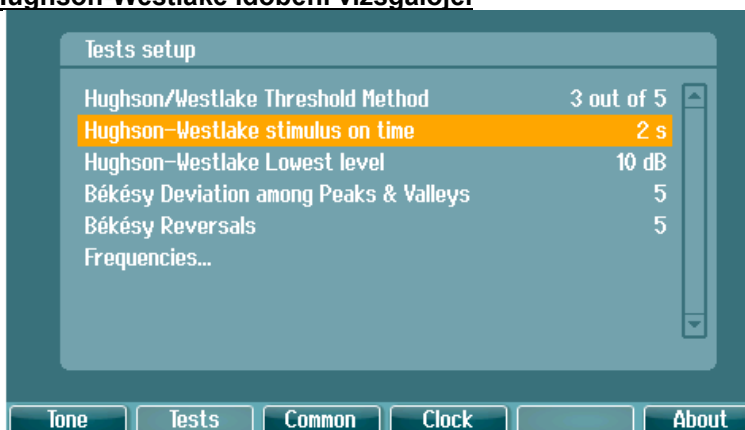 Hughson-Westlake időbeni vizsgálójel
Tests setup
Hughson/Westlake Threshold Method 3 out of 5
Hughson-Westlake stimulus on time 2 s
Hughson-Westlake Lowest level 10 dB
Békésy Deviation among Peaks & Valleys 5
Békésy Reversals 5
Frequencies...
Tone Tests Common Clock About